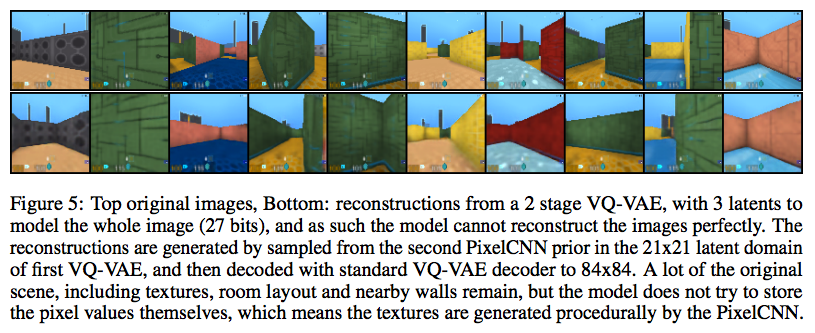 Figure 5: Top original images, Bottom: reconstructions from a 2 stage VQ-VAE, with 3 latents to
model the whole image (27 bits), and as such the model cannot reconstruct the images perfectly. The
reconstructions are generated by sampled from the second PixelCNN prior in the 21x21 latent domain
of first VQ-VAE, and then decoded with standard VQ-VAE decoder to 84x84. A lot of the original
scene, including textures, room layout and nearby walls remain, but the model does not try to store
the pixel values themselves, which means the textures are generated procedurally by the PixelCNN.